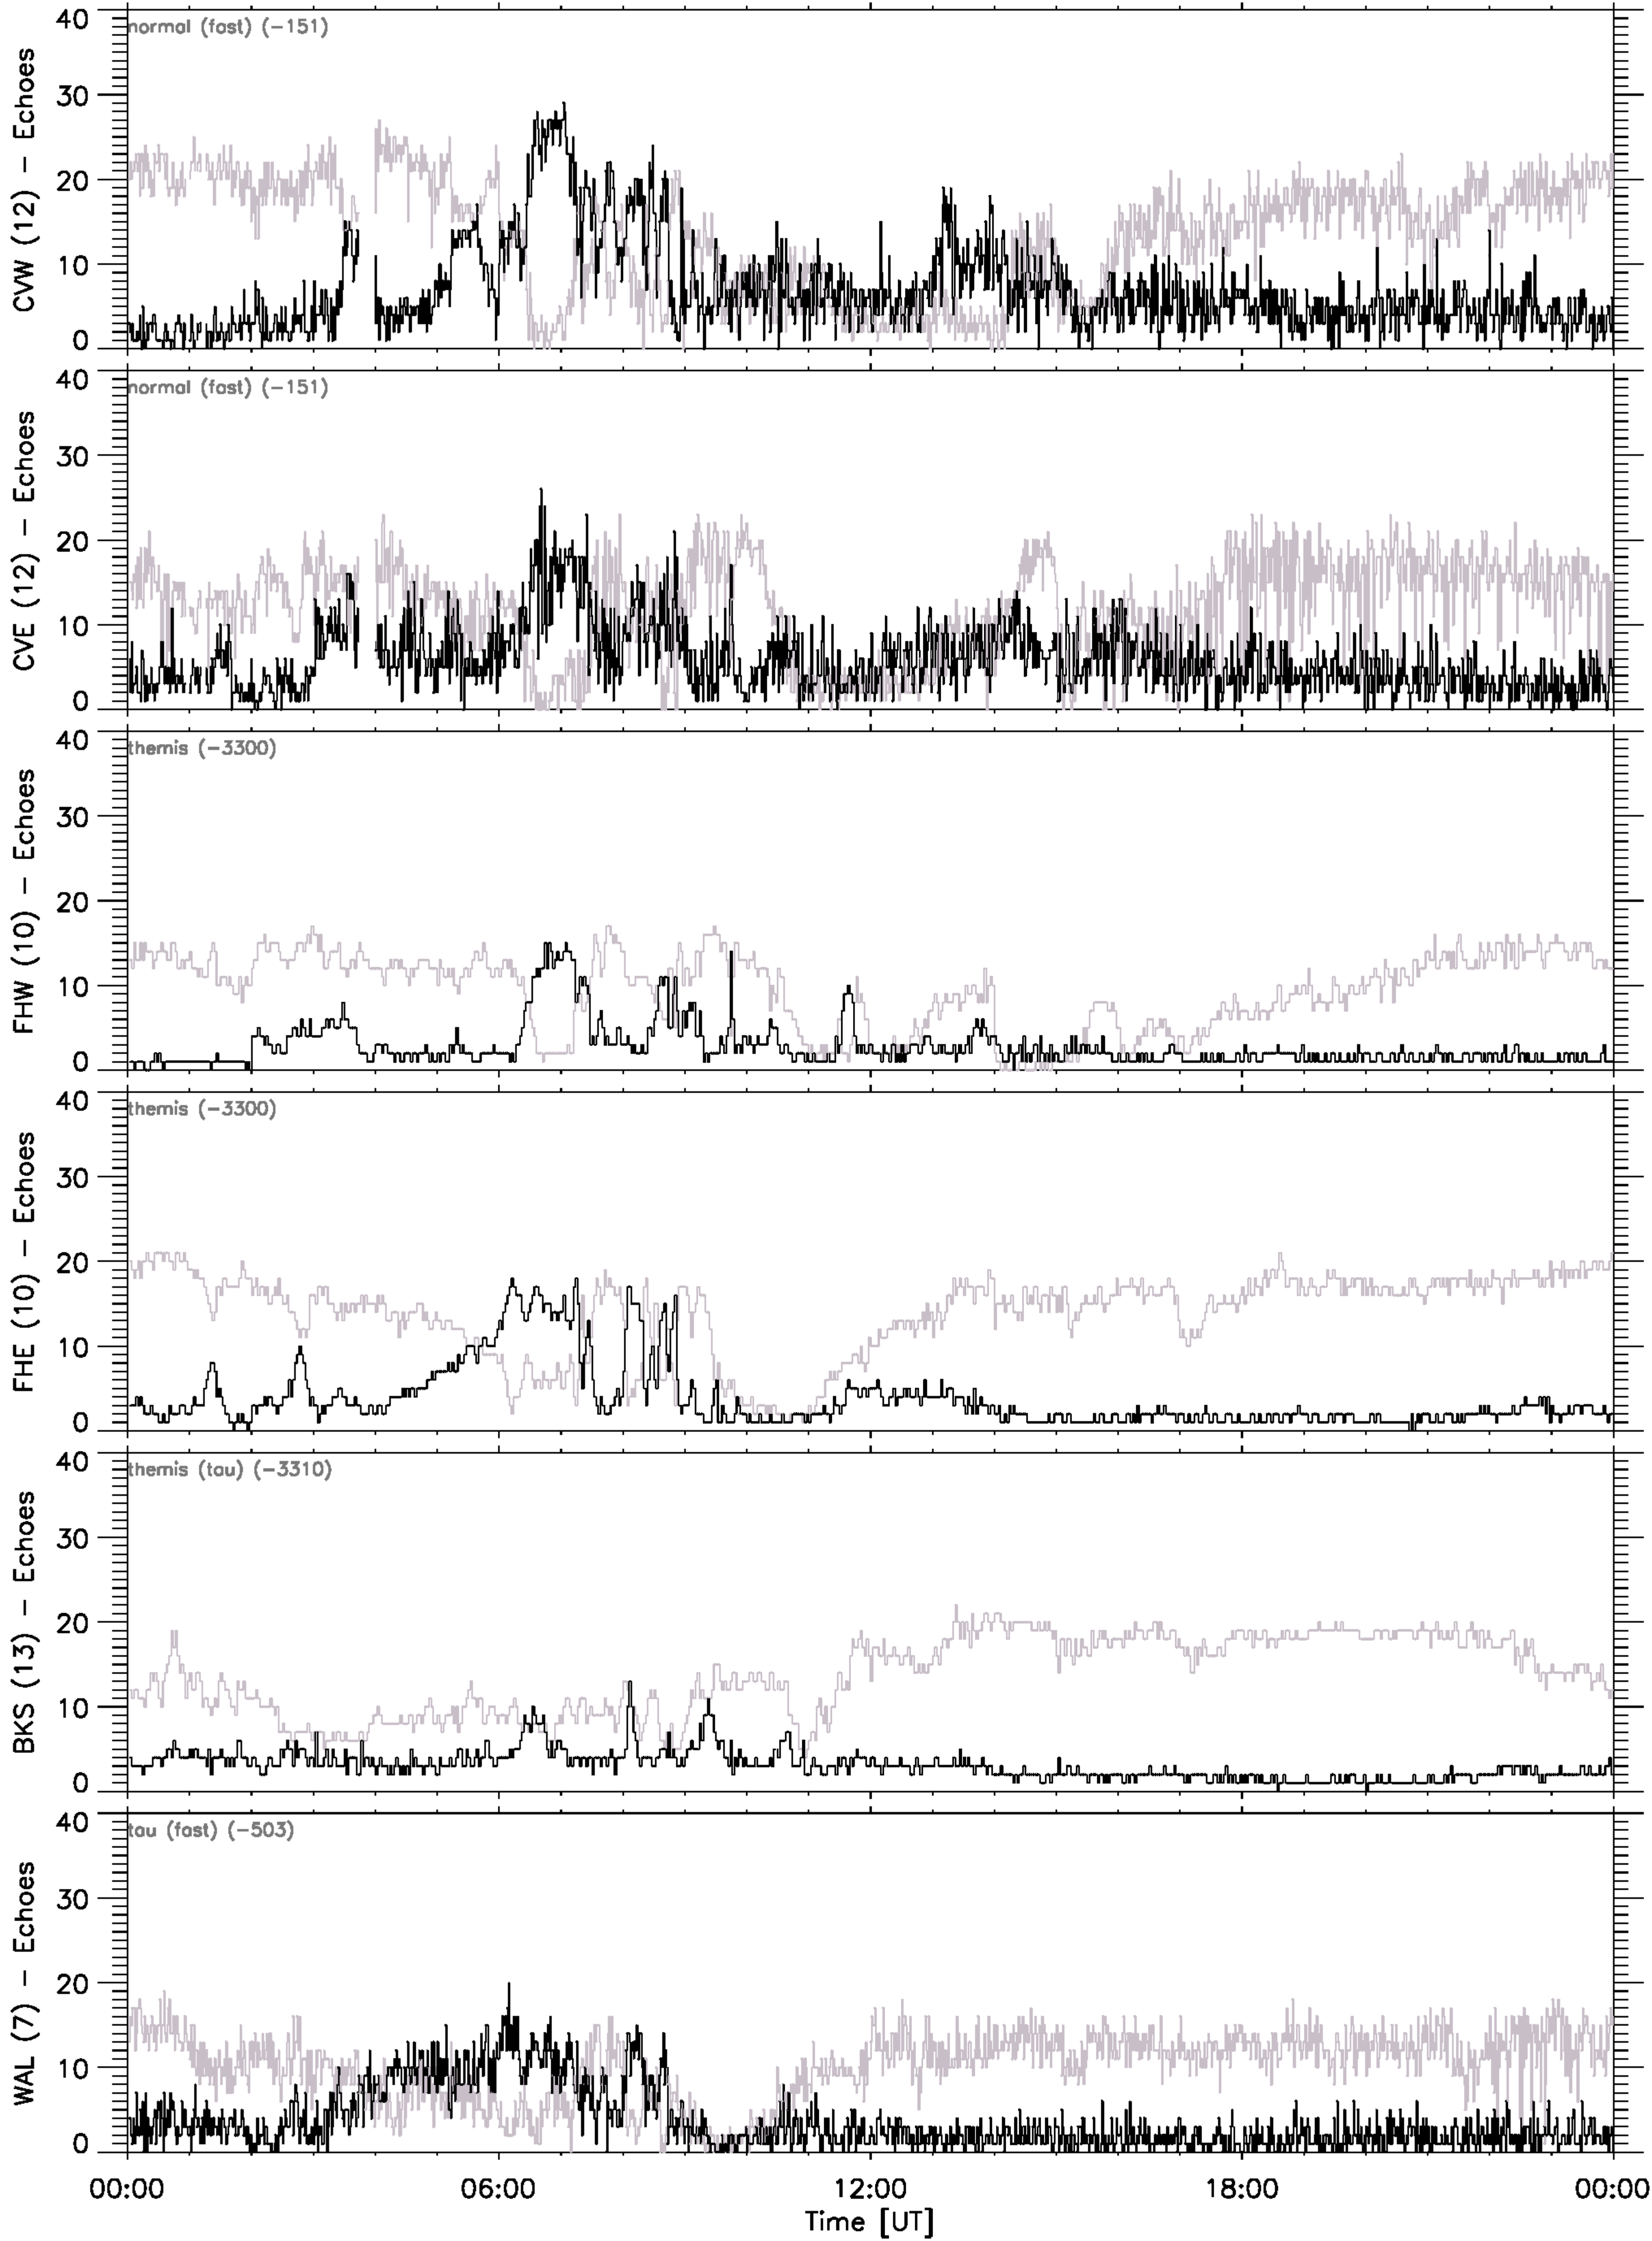 40
30
20
10
0
CVW (12) – Echoes
normal (fast) (−151)
40
30
20
10
0
CVE (12) – Echoes
normal (fast) (−151)
40
30
20
10
0
FHW (10) – Echoes
themis (−3300)
40
30
20
10
0
FHE (10) – Echoes
themis (−3300)
40
30
20
10
0
BKS (13) – Echoes
themis (tau) (−3310)
40
30
20
10
0
WAL (7) – Echoes
tau (fast) (−503)
00:00 06:00 12:00 18:00 00:00
Time [UT]